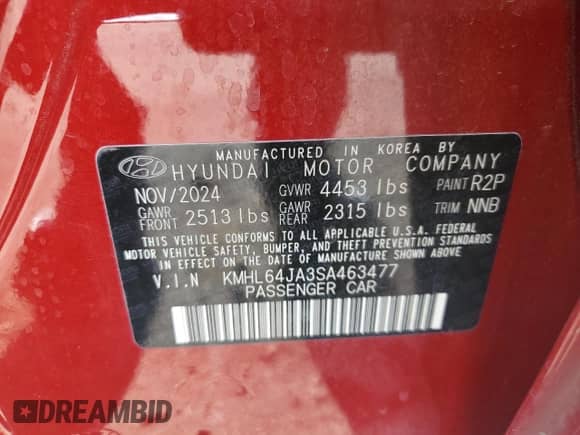 MANUFACTURED IN KOREA BY
HYUNDAI MOTOR COMPANY
NOV/2024 GVWR 4453 lbs PAINT R2P
GAWR FRONT 2513 lbs GAWR REAR 2315 lbs TRIM NNB
THIS VEHICLE CONFORMS TO ALL APPLICABLE U.S.A. FEDERAL
MOTOR VEHICLE SAFETY, BUMPER, AND THEFT PREVENTION STANDARDS
IN EFFECT ON THE DATE OF MANUFACTURE SHOWN ABOVE
V.I.N KMHL64JA3SA463477
PASSENGER CAR
DREAMBID